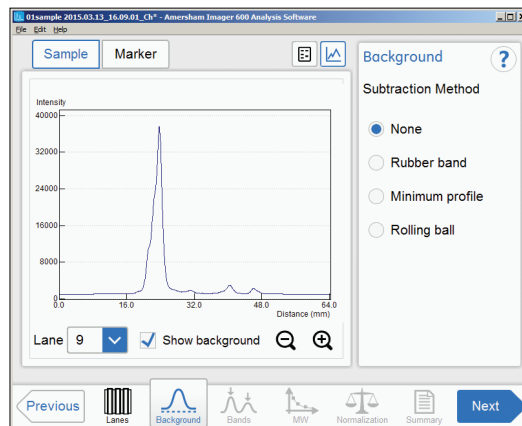 01sample 2015.03.13_16.09.01_Ch* - Amersham Imager 600 Analysis Software
File Edit Help
Sample
Marker
Intensity
40000
32000
24000
16000
8000
0
0.0 16.0 32.0 48.0 64.0
Distance (mm)
Lane 9 Show background
Background ?
Subtraction Method
None
Rubber band
Minimum profile
Rolling ball
Previous
Lanes
Background
Bands
MW
Normalization
Summary
Next